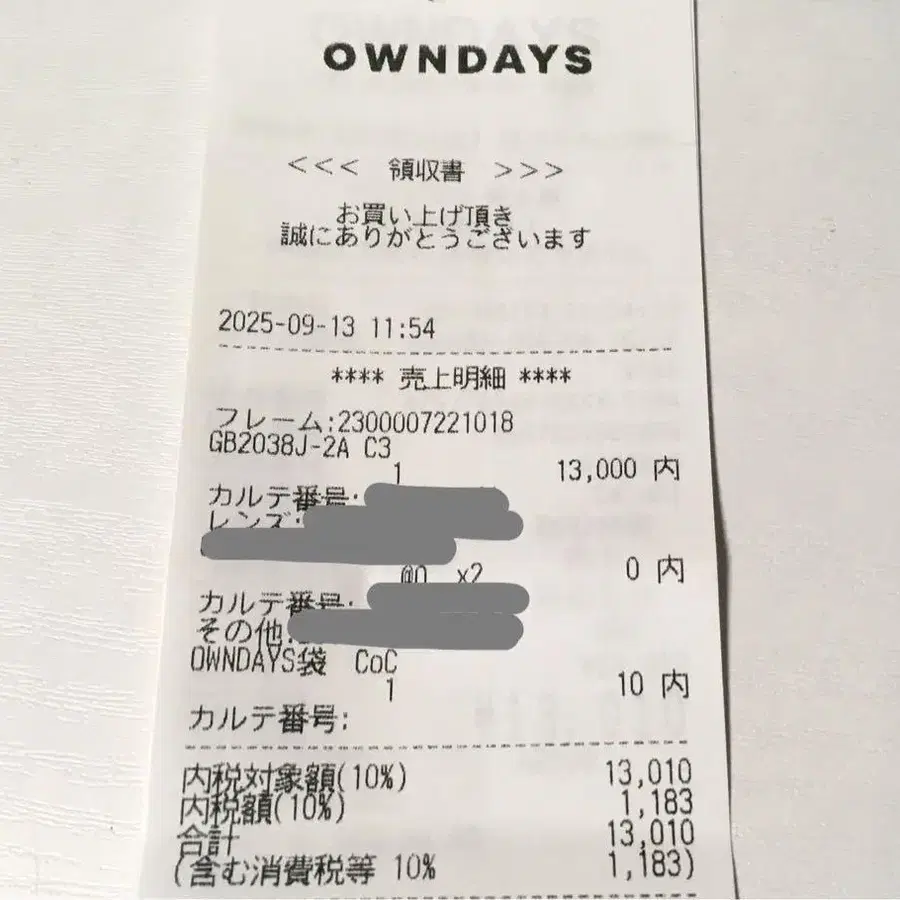 OWNDAYS
<<< 領収書 >>>
お買い上げ頂き
誠にありがとうございます
2025-09-13 11:54
**** 売上明細 ****
フレーム:2300007221018
GB2038J-2A C3
1 13,000 内
カルテ番号:
レンズ:
@0 x2 0 内
カルテ番号:
その他:
OWNDAYS袋 CoC
1 10 内
カルテ番号:
内税対象額(10%) 13,010
内税額(10%) 1,183
合計 13,010
(含む消費税等 10% 1,183)